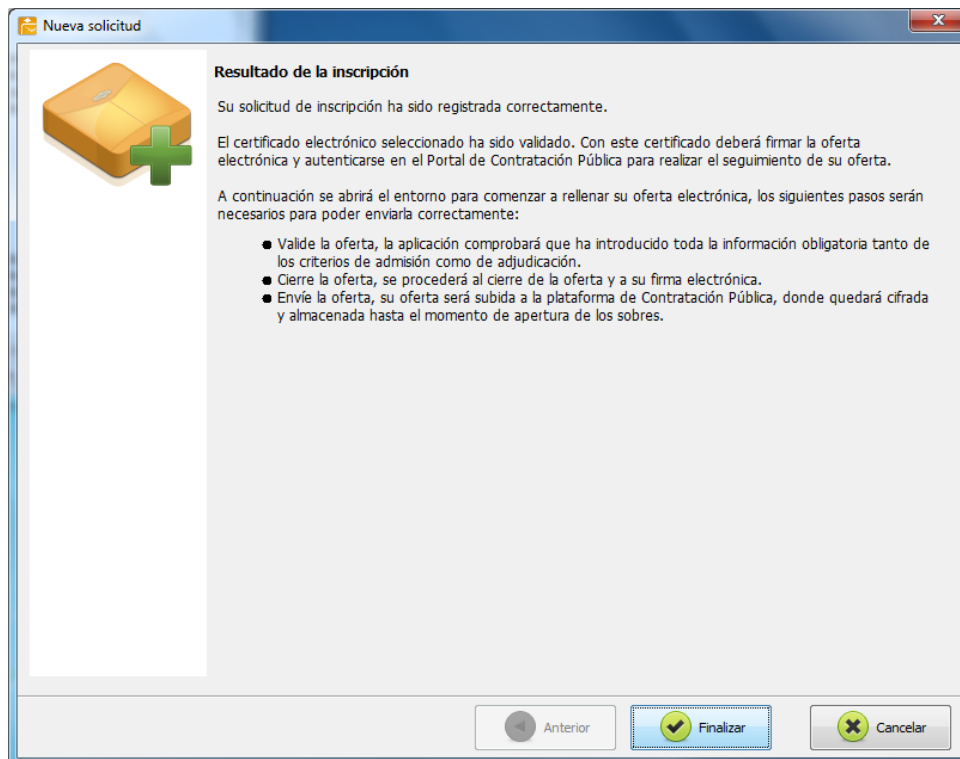 Nueva solicitud
Resultado de la inscripción
Su solicitud de inscripción ha sido registrada correctamente.
El certificado electrónico seleccionado ha sido validado. Con este certificado deberá firmar la oferta
electrónica y autenticarse en el Portal de Contratación Pública para realizar el seguimiento de su oferta.
A continuación se abrirá el entorno para comenzar a rellenar su oferta electrónica, los siguientes pasos serán
necesarios para poder enviarla correctamente:
● Valide la oferta, la aplicación comprobará que ha introducido toda la información obligatoria tanto de
los criterios de admisión como de adjudicación.
● Cierre la oferta, se procederá al cierre de la oferta y a su firma electrónica.
● Envíe la oferta, su oferta será subida a la plataforma de Contratación Pública, donde quedará cifrada
y almacenada hasta el momento de apertura de los sobres.
Anterior
Finalizar
Cancelar